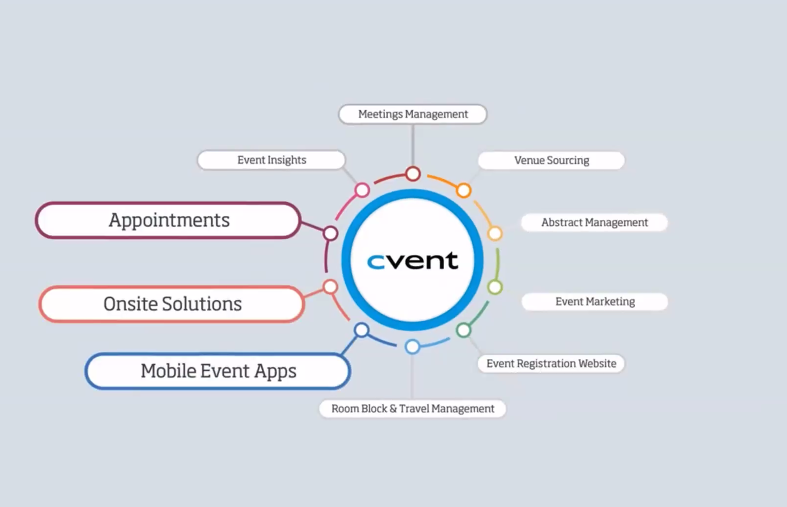 Meetings Management
Event Insights
Venue Sourcing
Appointments
Abstract Management
cvent
Onsite Solutions
Event Marketing
Mobile Event Apps
Event Registration Website
Room Block & Travel Management